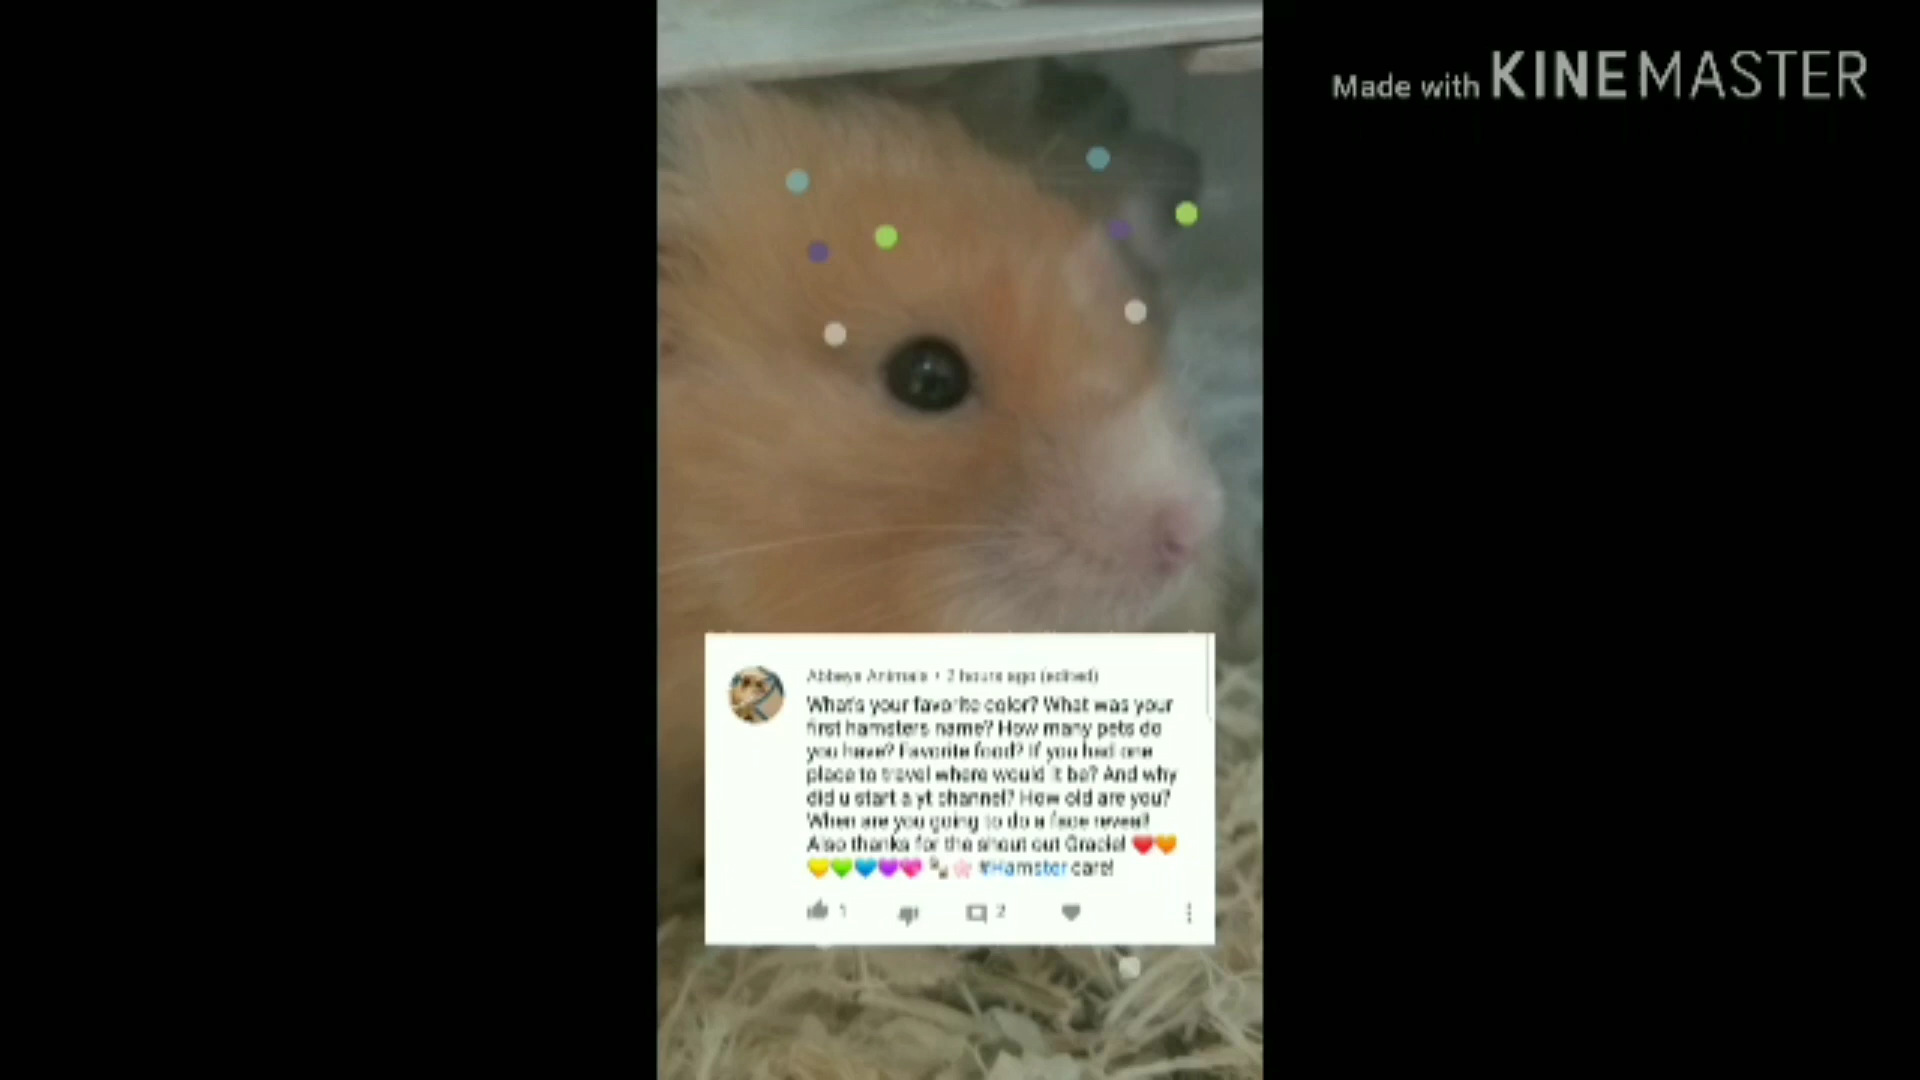 Made with KINEMASTER
Abbeys Animals • 2 hours ago (edited)
What's your favorite color? What was your
first hamsters name? How many pets do
you have? Favorite food? If you had one
place to travel where would it be? And why
did u start a yt channel? How old are you?
When are you going to do a face reveal!
Also thanks for the shout out Gracie! ❤️🧡
💛💚💙💜💖🐾🌸 #Hamster care!
1
2